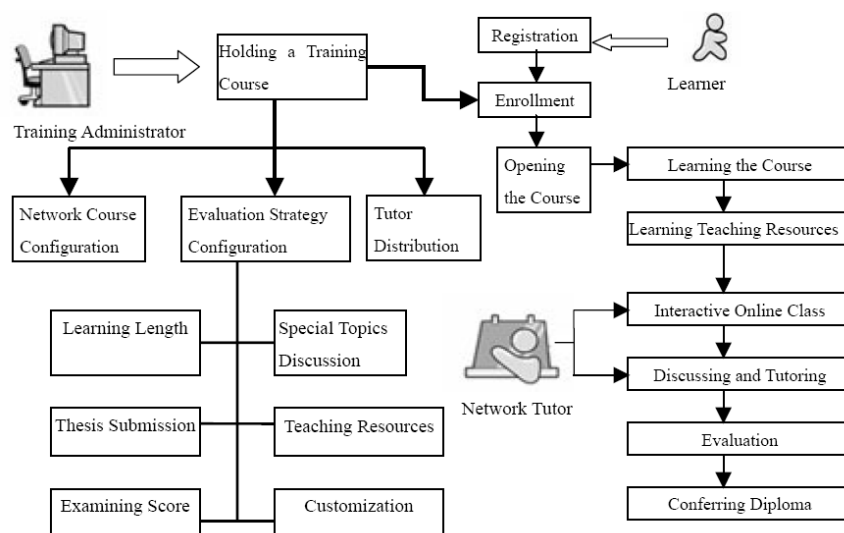 Holding a Training
Course
Registration
Learner
Training Administrator
Enrollment
Opening
the Course
Learning the Course
Network Course
Configuration
Evaluation Strategy
Configuration
Tutor
Distribution
Learning Teaching Resources
Learning Length
Special Topics
Discussion
Interactive Online Class
Network Tutor
Discussing and Tutoring
Thesis Submission
Teaching Resources
Evaluation
Examining Score
Customization
Conferring Diploma